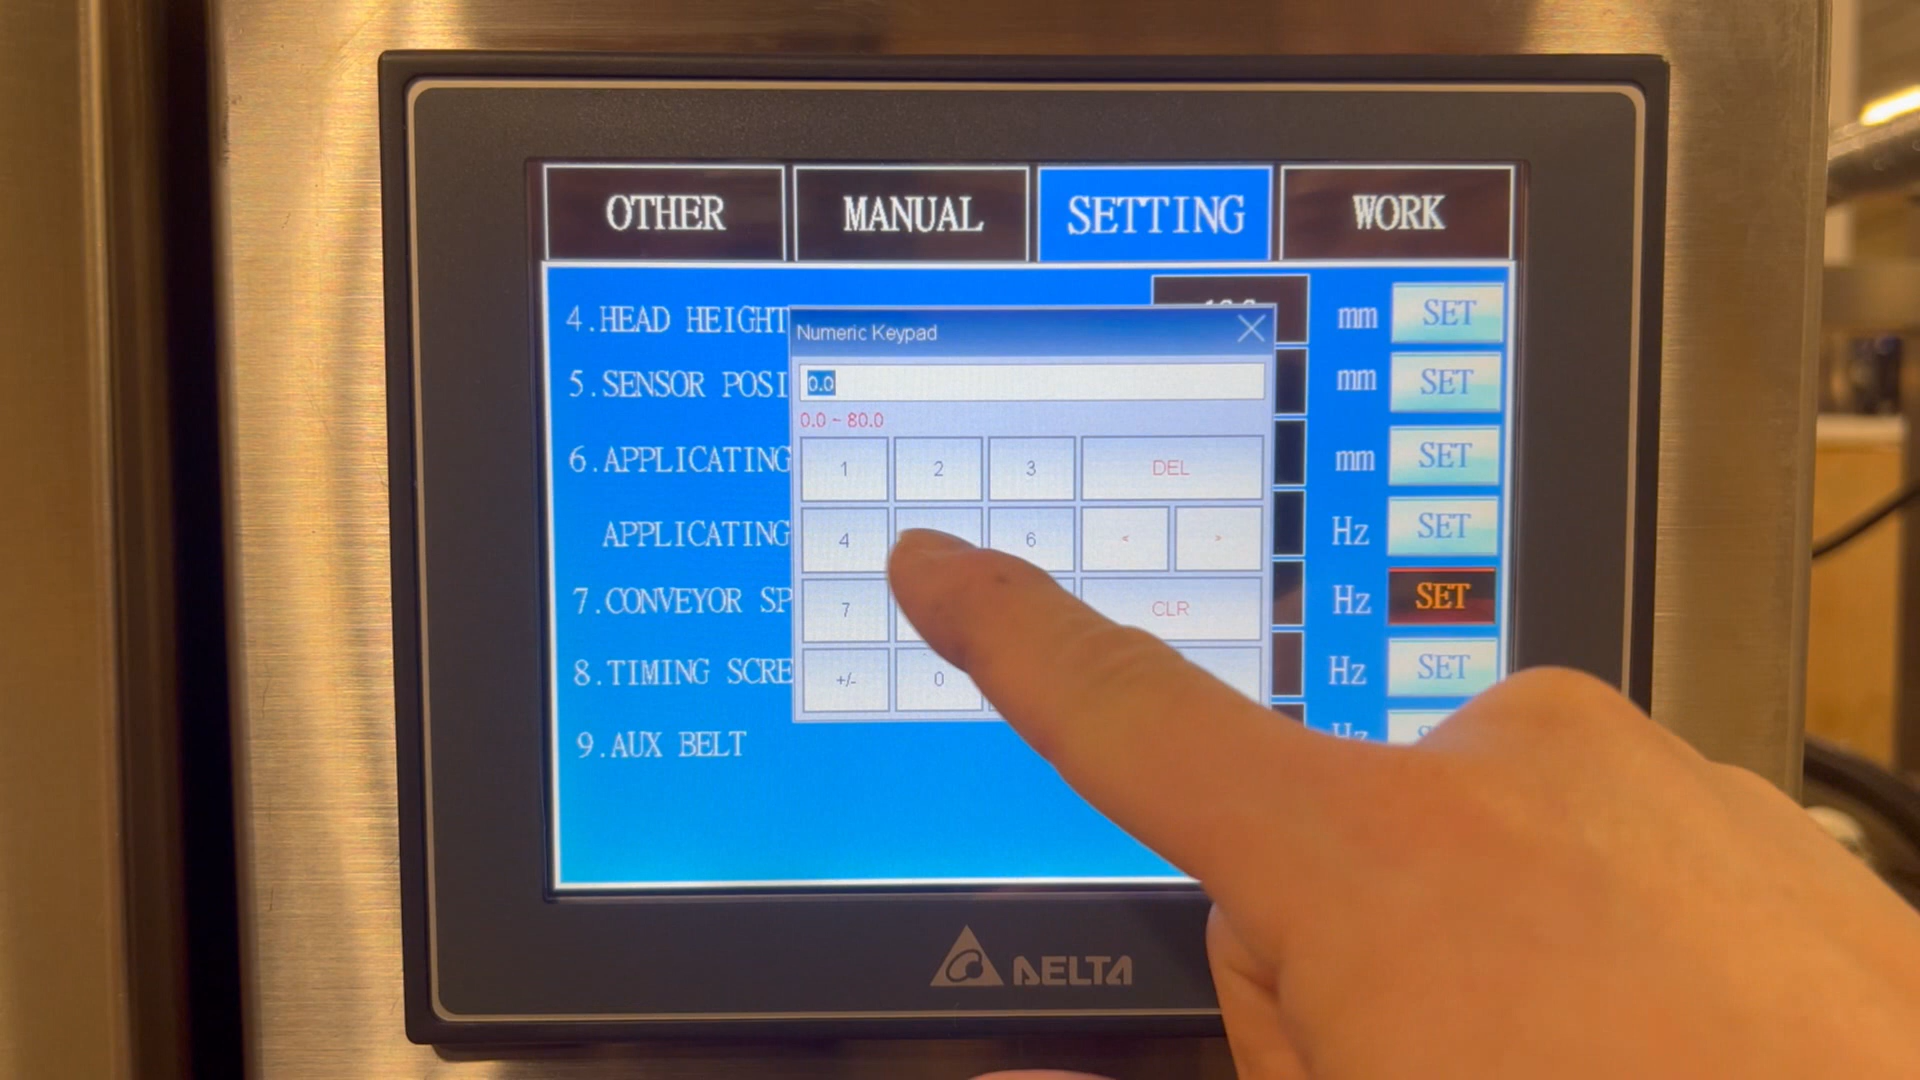 OTHER MANUAL SETTING WORK
4.HEAD HEIGHT mm SET
Numeric Keypad
0.0
5.SENSOR POSI mm SET
0.0 ~ 80.0
6.APPLICATING mm SET
1 2 3 DEL
APPLICATING Hz SET
4 6 < >
7.CONVEYOR SP Hz SET
7 CLR
8.TIMING SCRE Hz SET
+/- 0
9.AUX BELT Hz
DELTA